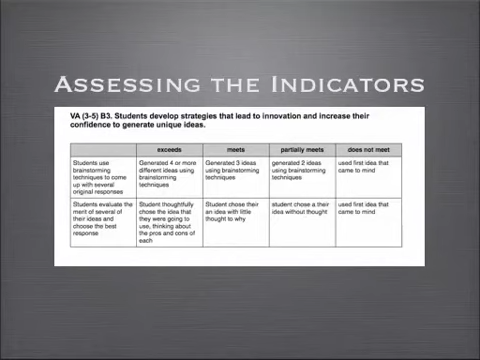 Assessing the Indicators
VA (3-5) B3. Students develop strategies that lead to innovation and increase their
confidence to generate unique ideas.
exceeds
meets
partially meets
does not meet
Students use
brainstorming
techniques to come
up with several
original responses
Generated 4 or more
different ideas using
brainstorming
techniques
Generated 3 ideas
using brainstorming
techniques
generated 2 ideas
using brainstorming
techniques
used first idea that
came to mind
Students evaluate the
merit of several of
their ideas and
choose the best
response
Student thoughtfully
chose the idea that
they were going to
use, thinking about
the pros and cons of
each
Student chose their
an idea with little
thought to why
student chose a their
idea without thought
used first idea that
came to mind